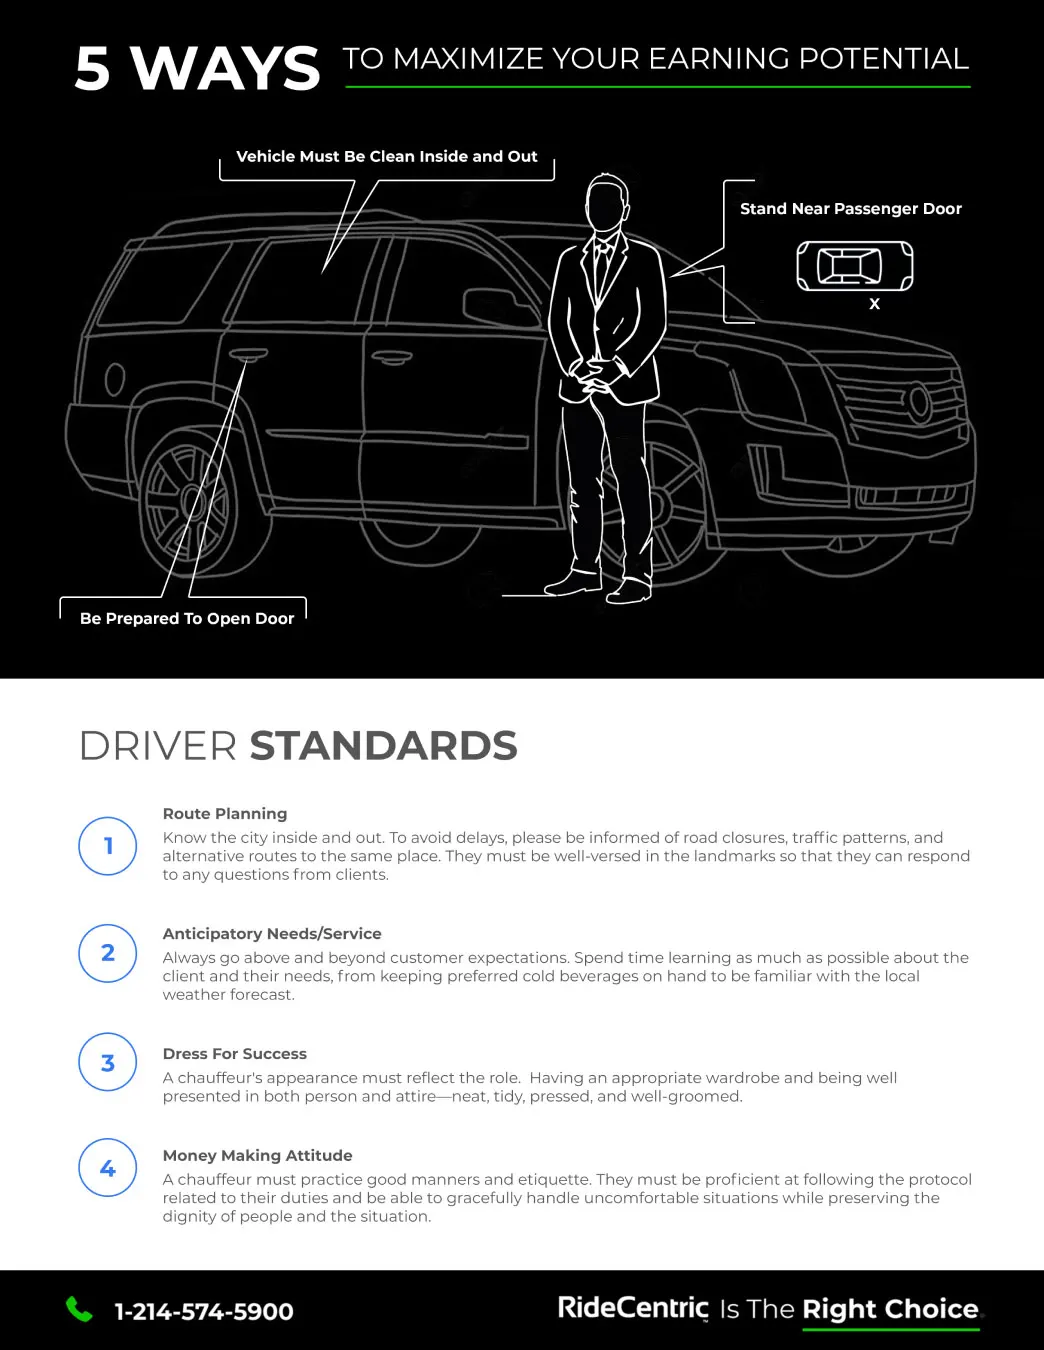 5 WAYS TO MAXIMIZE YOUR EARNING POTENTIAL
Vehicle Must Be Clean Inside and Out
Stand Near Passenger Door
X
Be Prepared To Open Door
DRIVER STANDARDS
1
Route Planning
Know the city inside and out. To avoid delays, please be informed of road closures, traffic patterns, and
alternative routes to the same place. They must be well-versed in the landmarks so that they can respond
to any questions from clients.
2
Anticipatory Needs/Service
Always go above and beyond customer expectations. Spend time learning as much as possible about the
client and their needs, from keeping preferred cold beverages on hand to be familiar with the local
weather forecast.
3
Dress For Success
A chauffeur's appearance must reflect the role.  Having an appropriate wardrobe and being well
presented in both person and attire—neat, tidy, pressed, and well-groomed.
4
Money Making Attitude
A chauffeur must practice good manners and etiquette. They must be proficient at following the protocol
related to their duties and be able to gracefully handle uncomfortable situations while preserving the
dignity of people and the situation.
1-214-574-5900
RideCentric™ Is The Right Choice